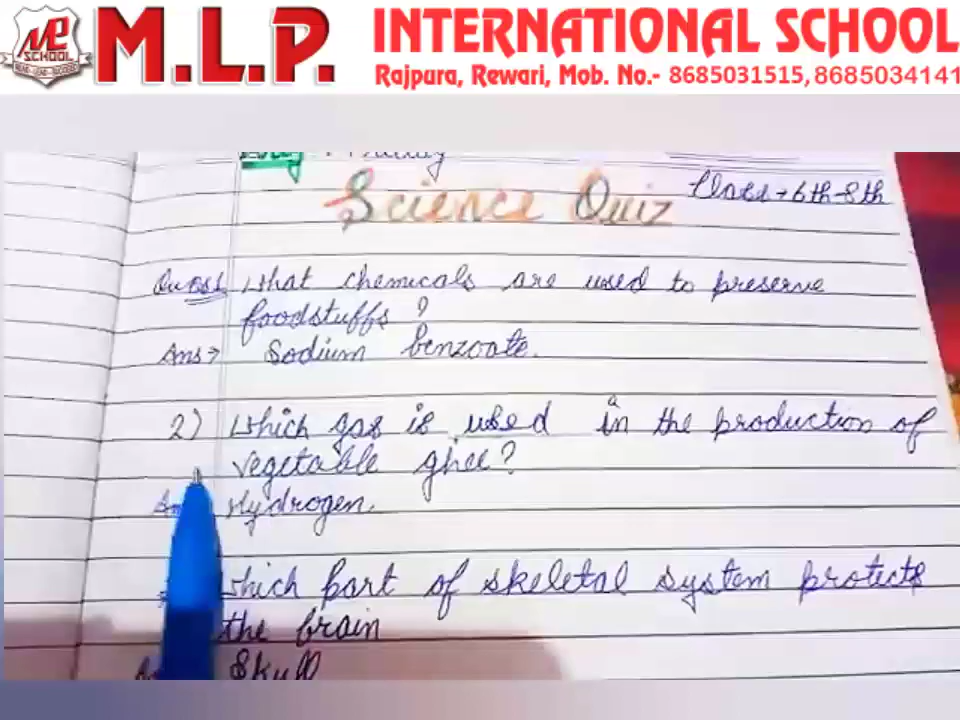 M.L.P. INTERNATIONAL SCHOOL
SCHOOL
Rajpura, Rewari, Mob. No.- 8685031515, 8685034141
Science Quiz
Class → 6th-8th
Ques1. What chemicals are used to preserve
foodstuffs?
Ans → Sodium benzoate.
2) Which gas is used in the production of
vegetable ghee?
Hydrogen.
which part of skeletal system protects
the brain
Skull